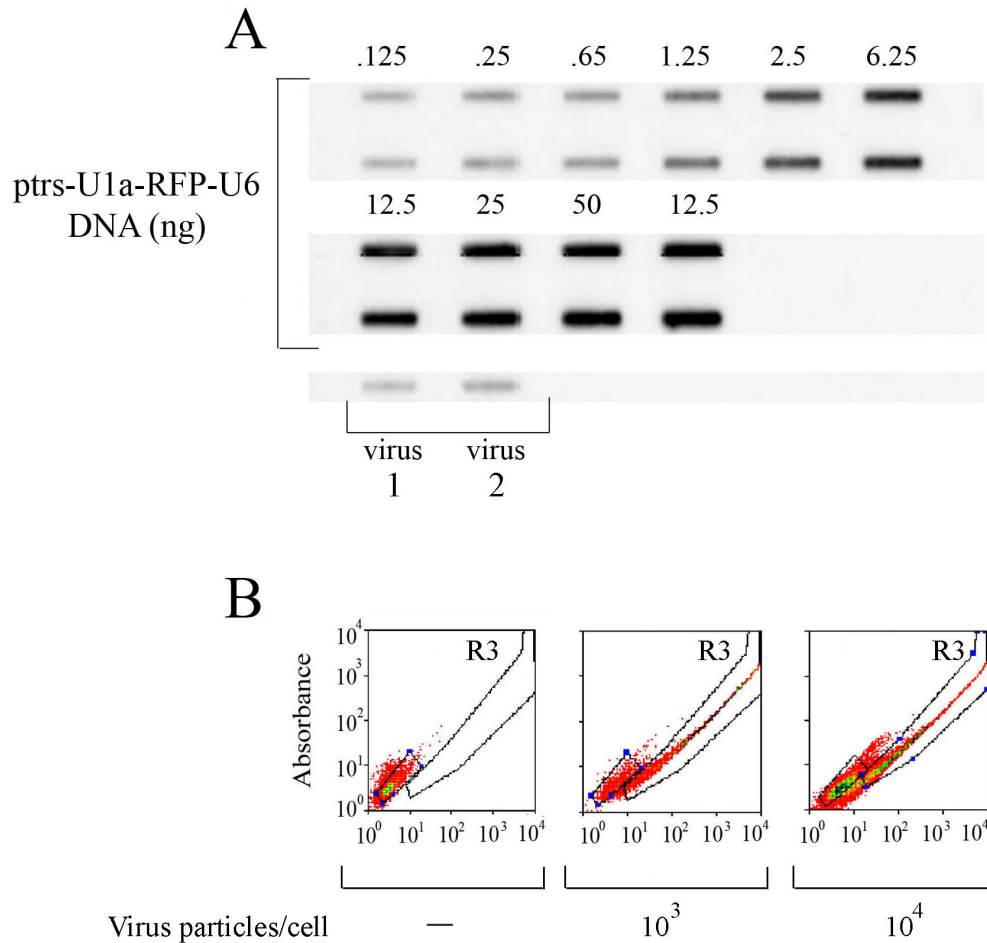 A
.125 .25 .65 1.25 2.5 6.25
ptrs-U1a-RFP-U6
DNA (ng)
12.5 25 50 12.5
virus virus
1 2
B
Absorbance
10⁴
10³
10²
10¹
10⁰
R3
10⁰ 10¹ 10² 10³ 10⁴
R3
10⁰ 10¹ 10² 10³ 10⁴
R3
10⁰ 10¹ 10² 10³ 10⁴
Virus particles/cell — 10³ 10⁴